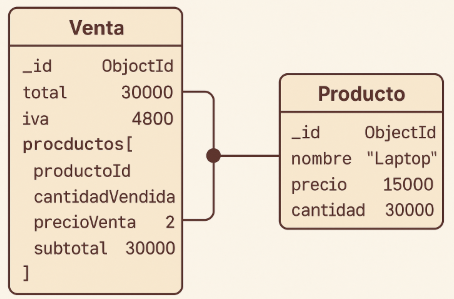 Venta
_id ObjoctId
total 30000
iva 4800
procductos[
productoId
cantidadVendida
precioVenta 2
subtotal 30000
]
Producto
_id ObjectId
nombre "Laptop"
precio 15000
cantidad 30000